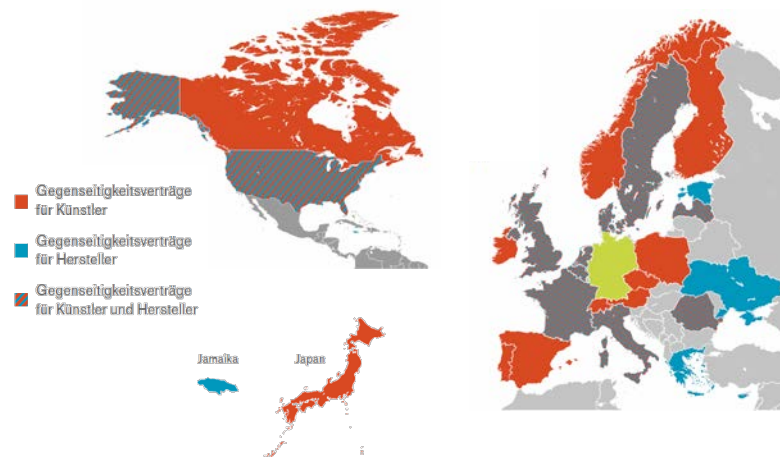 Gegenseitigkeitsverträge
für Künstler
Gegenseitigkeitsverträge
für Hersteller
Gegenseitigkeitsverträge
für Künstler und Hersteller
Jamaika
Japan